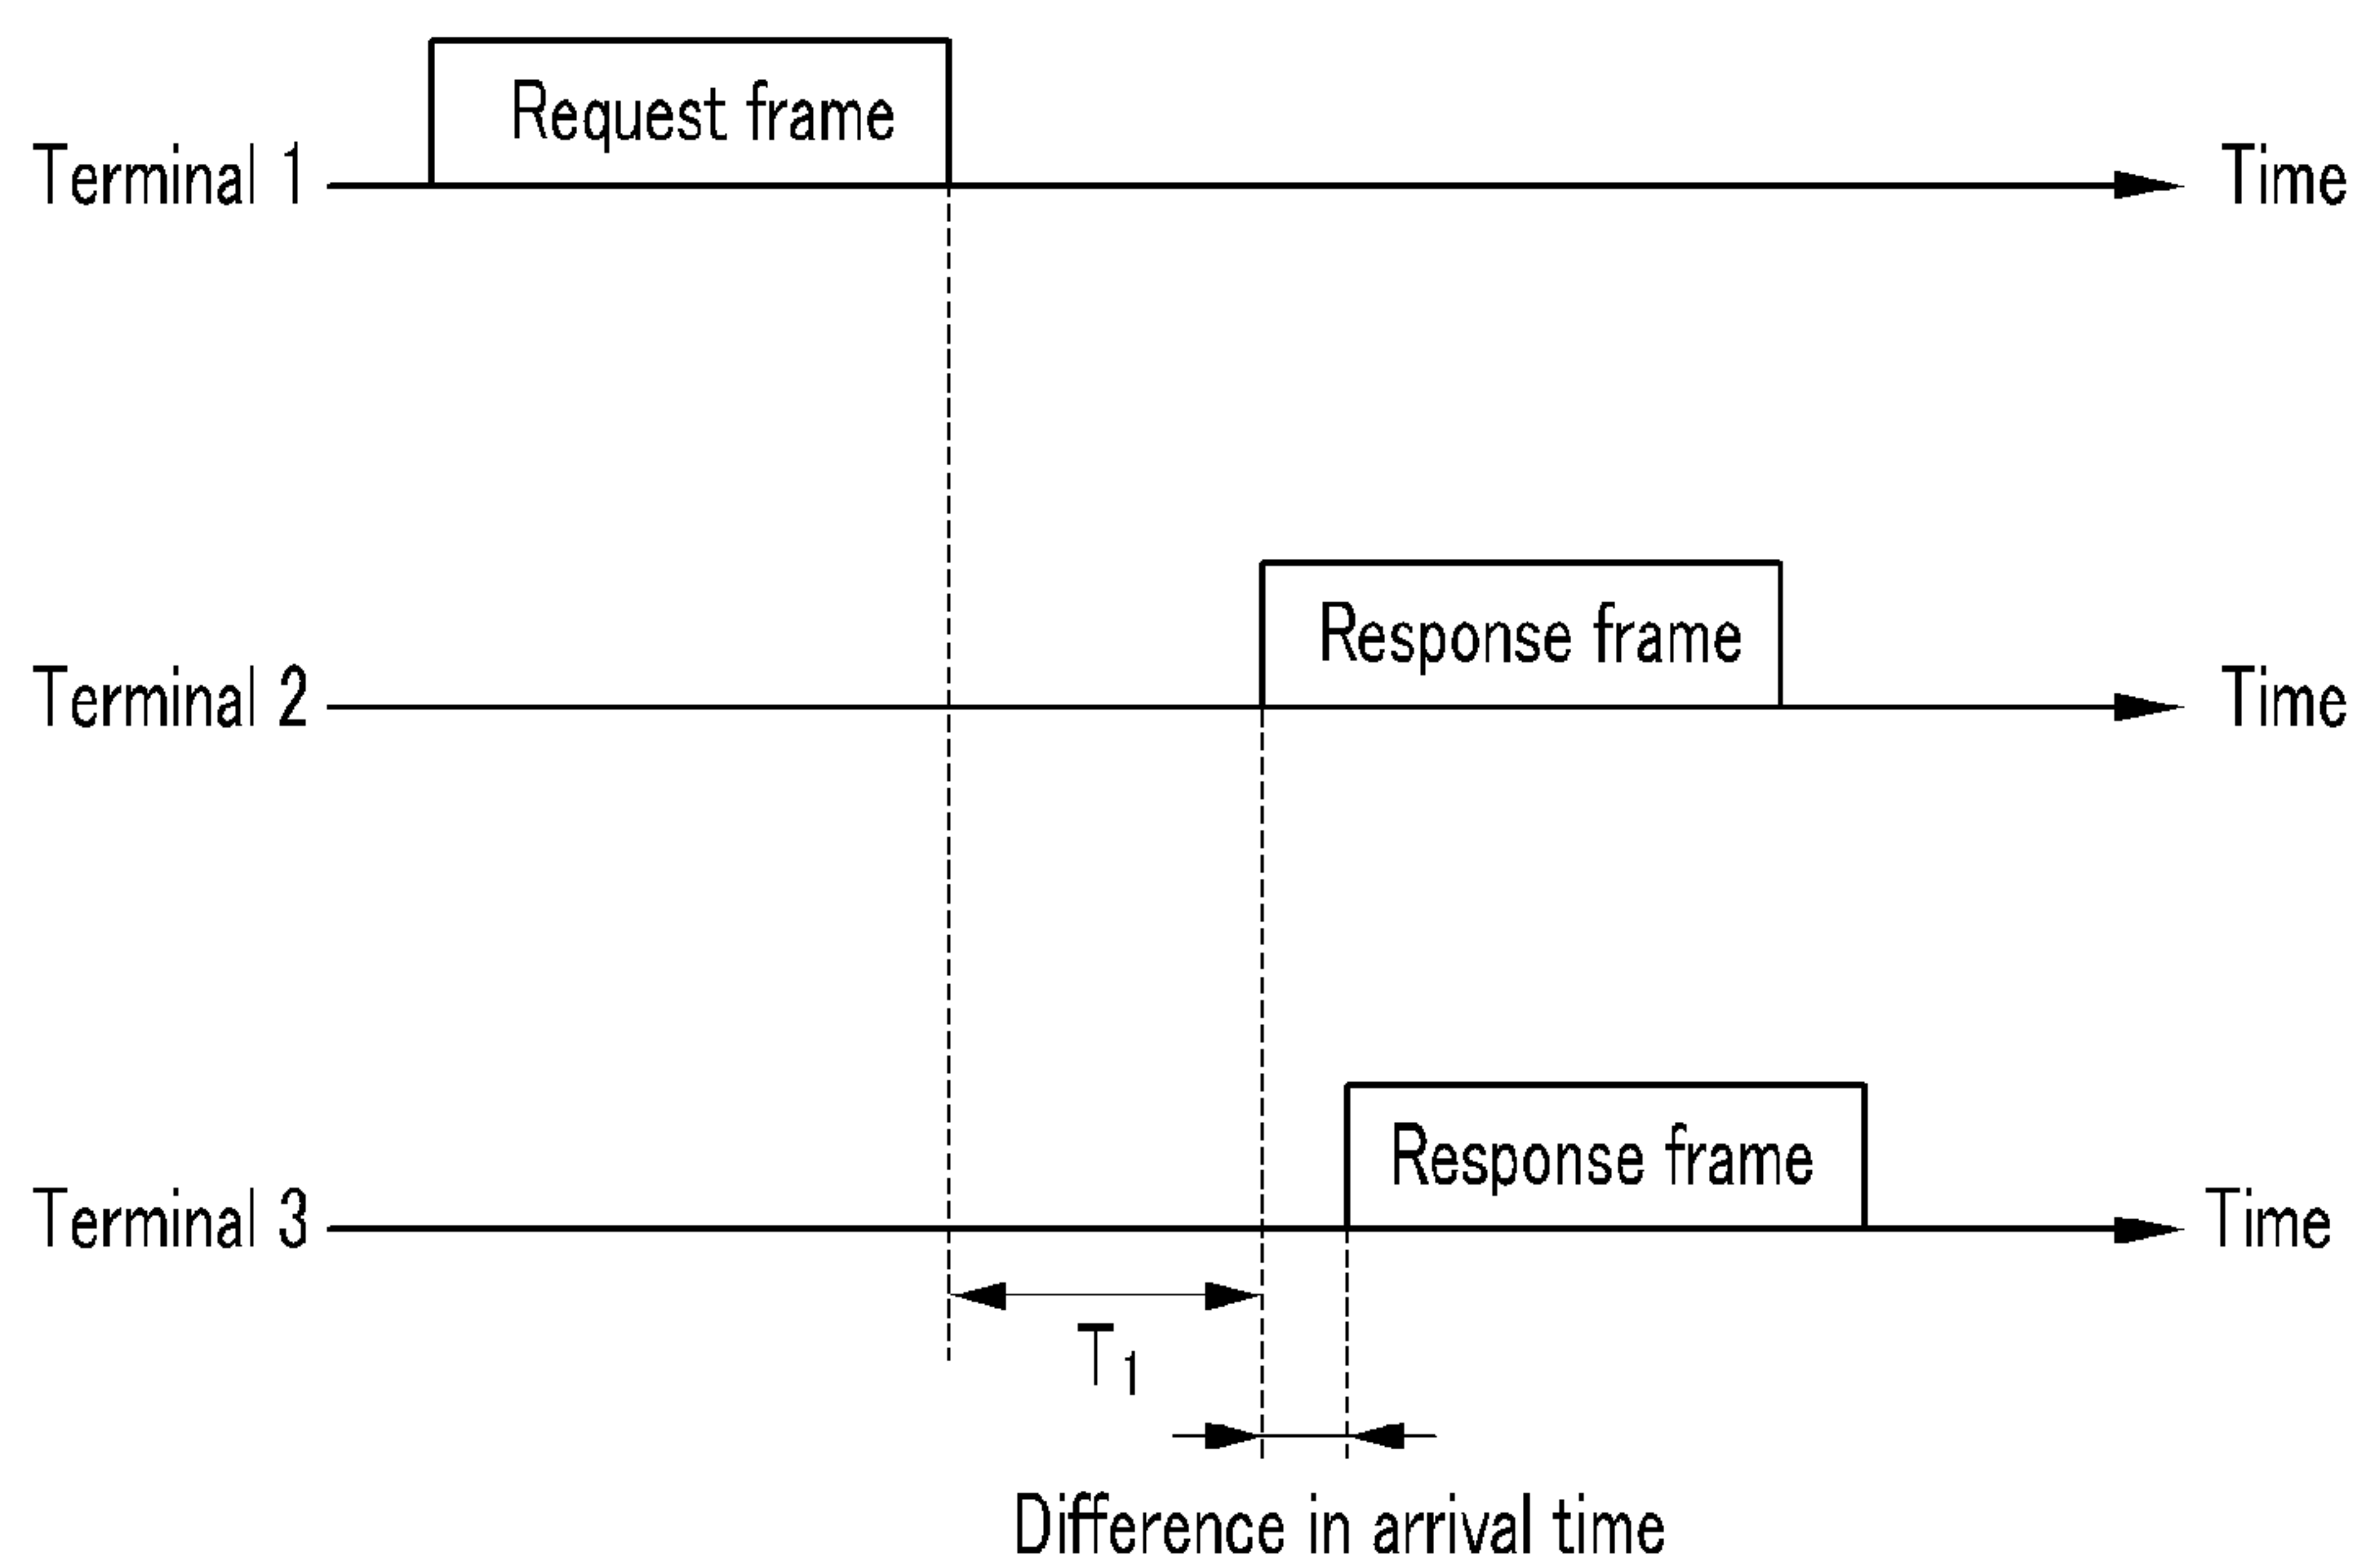 Request frame
Terminal 1 Time
Response frame
Terminal 2 Time
Response frame
Terminal 3 Time
T1
Difference in arrival time